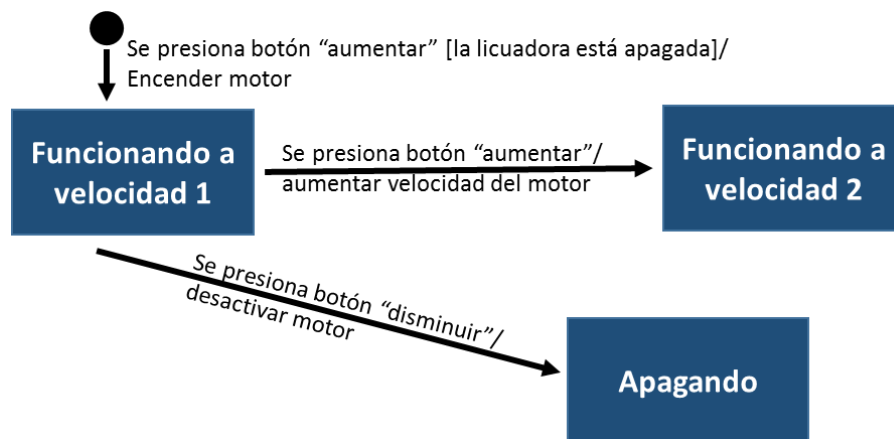 Se presiona botón “aumentar” [la licuadora está apagada]/
Encender motor
Funcionando a
velocidad 1
Se presiona botón “aumentar”/
aumentar velocidad del motor
Funcionando a
velocidad 2
Se presiona botón “disminuir”/
desactivar motor
Apagando